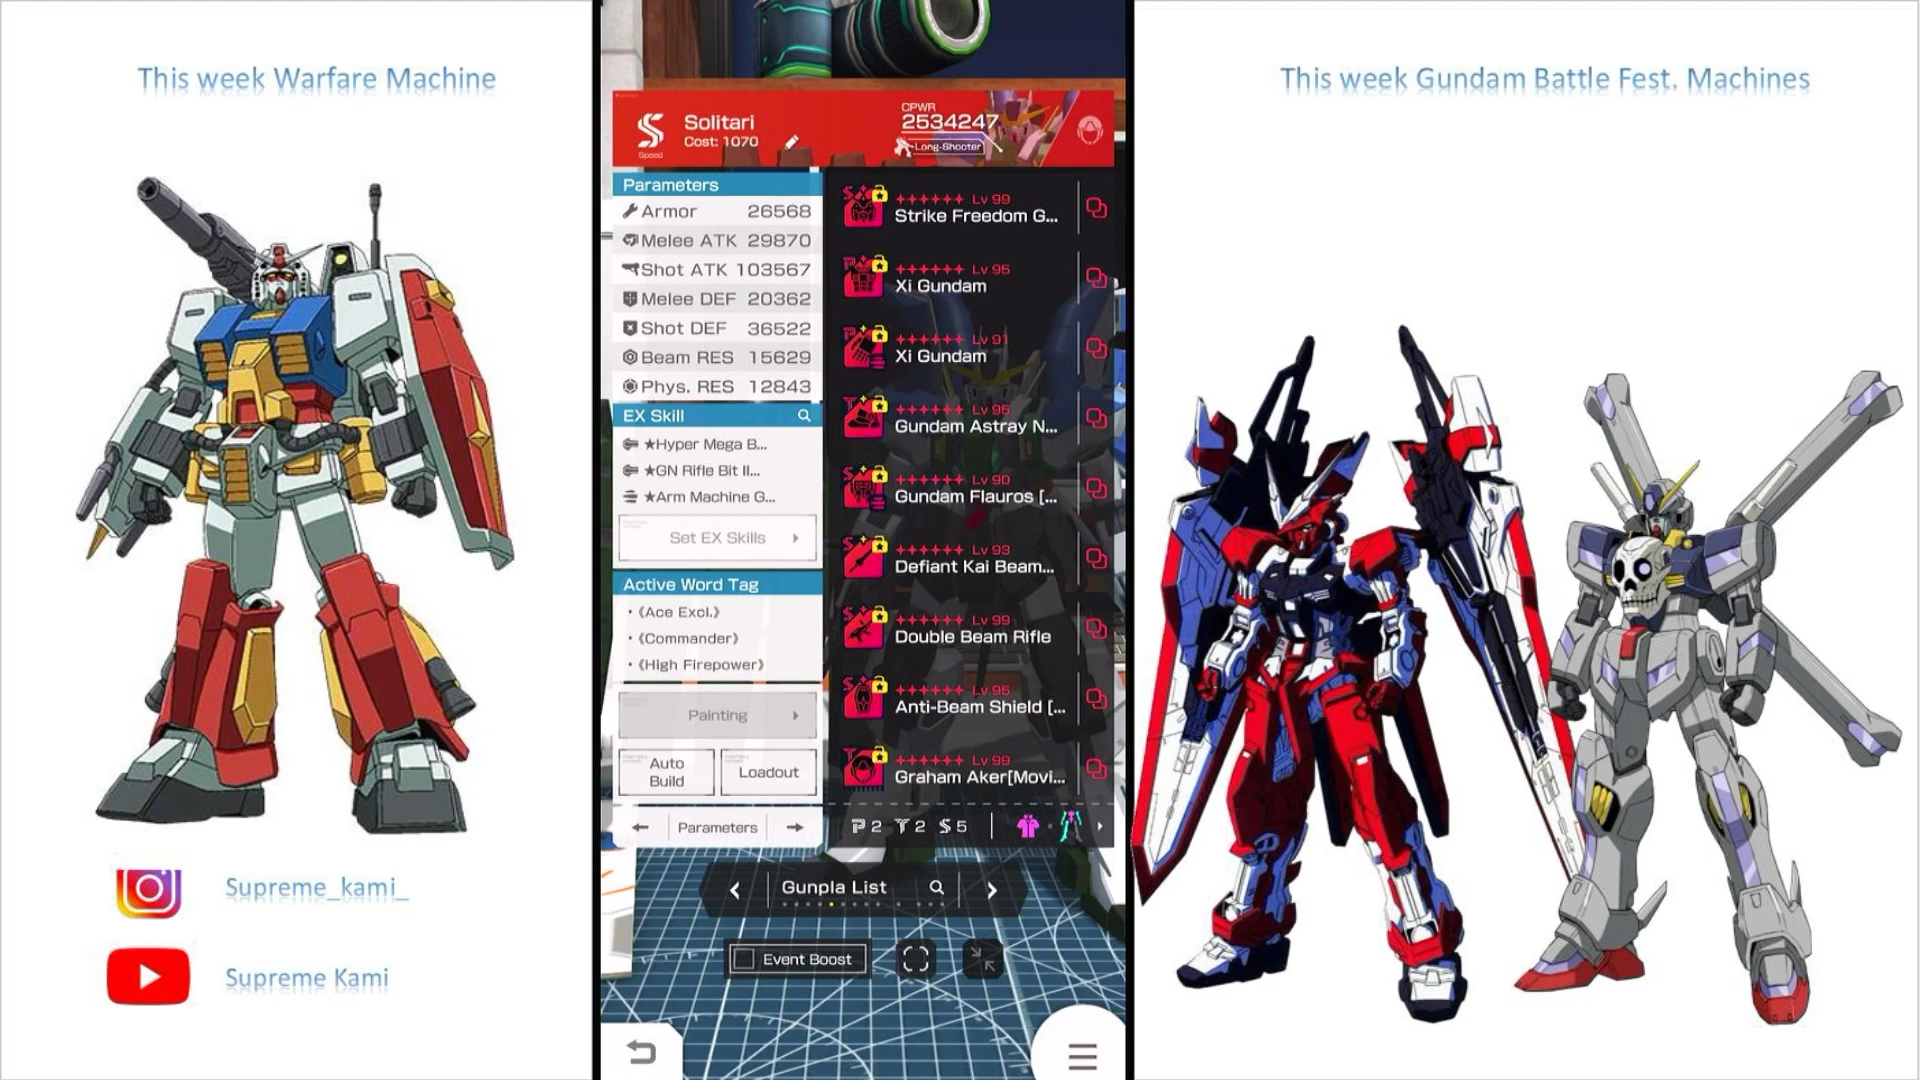 This week Warfare Machine
Supreme_kami_
Supreme Kami
Solitari
Cost: 1070
Speed
CPWR
2534247
Long-Shooter
Parameters
Armor 26568
Melee ATK 29870
Shot ATK 103567
Melee DEF 20362
Shot DEF 36522
Beam RES 15629
Phys. RES 12843
EX Skill
★Hyper Mega B...
★GN Rifle Bit II...
★Arm Machine G...
Set EX Skills
Active Word Tag
・《Ace Excl.》
・《Commander》
・《High Firepower》
Painting
Auto
Build
Loadout
Parameters
Lv 99
Strike Freedom G...
Lv 95
Xi Gundam
Lv 91
Xi Gundam
Lv 95
Gundam Astray N...
Lv 90
Gundam Flauros [...
Lv 93
Defiant Kai Beam...
Lv 99
Double Beam Rifle
Lv 95
Anti-Beam Shield [...
Lv 99
Graham Aker[Movi...
P 2 T 2 S 5
Gunpla List
Event Boost
This week Gundam Battle Fest. Machines